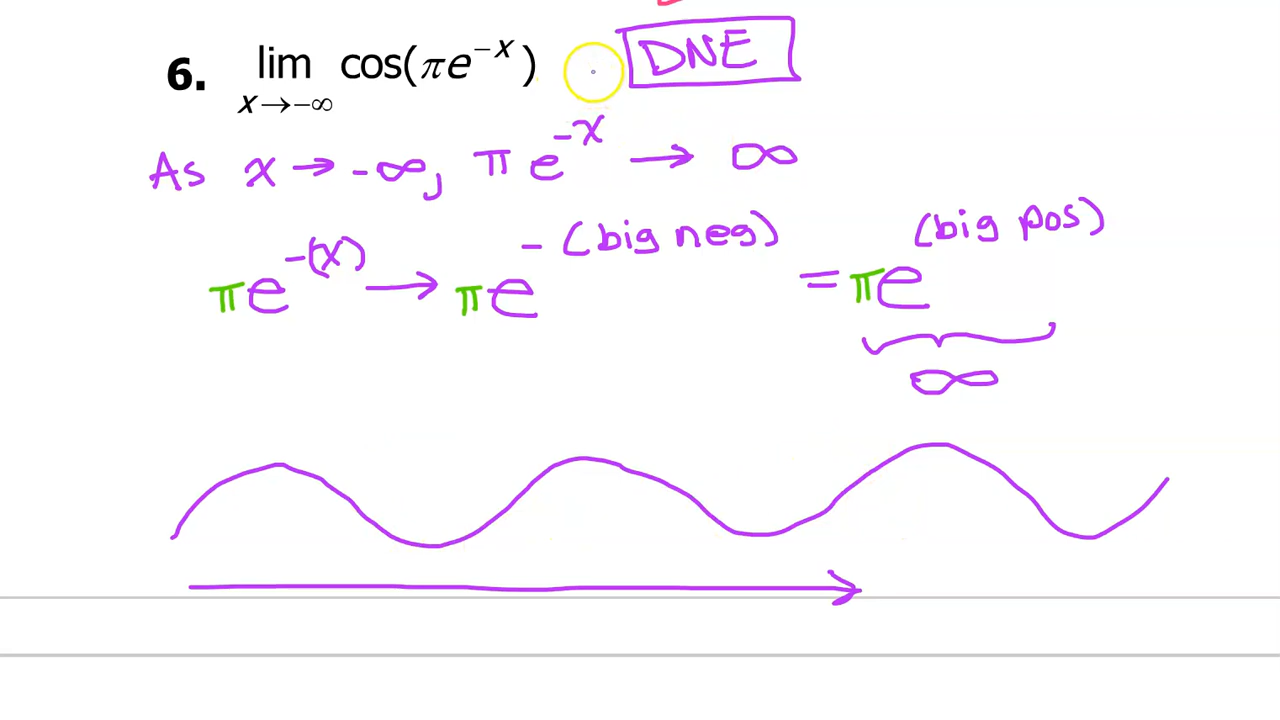 6. lim x→−∞ cos(πe^−x) DNE
As x → -∞, πe^-x → ∞
πe^-(x) → πe^-(big neg) = πe^(big pos)
∞